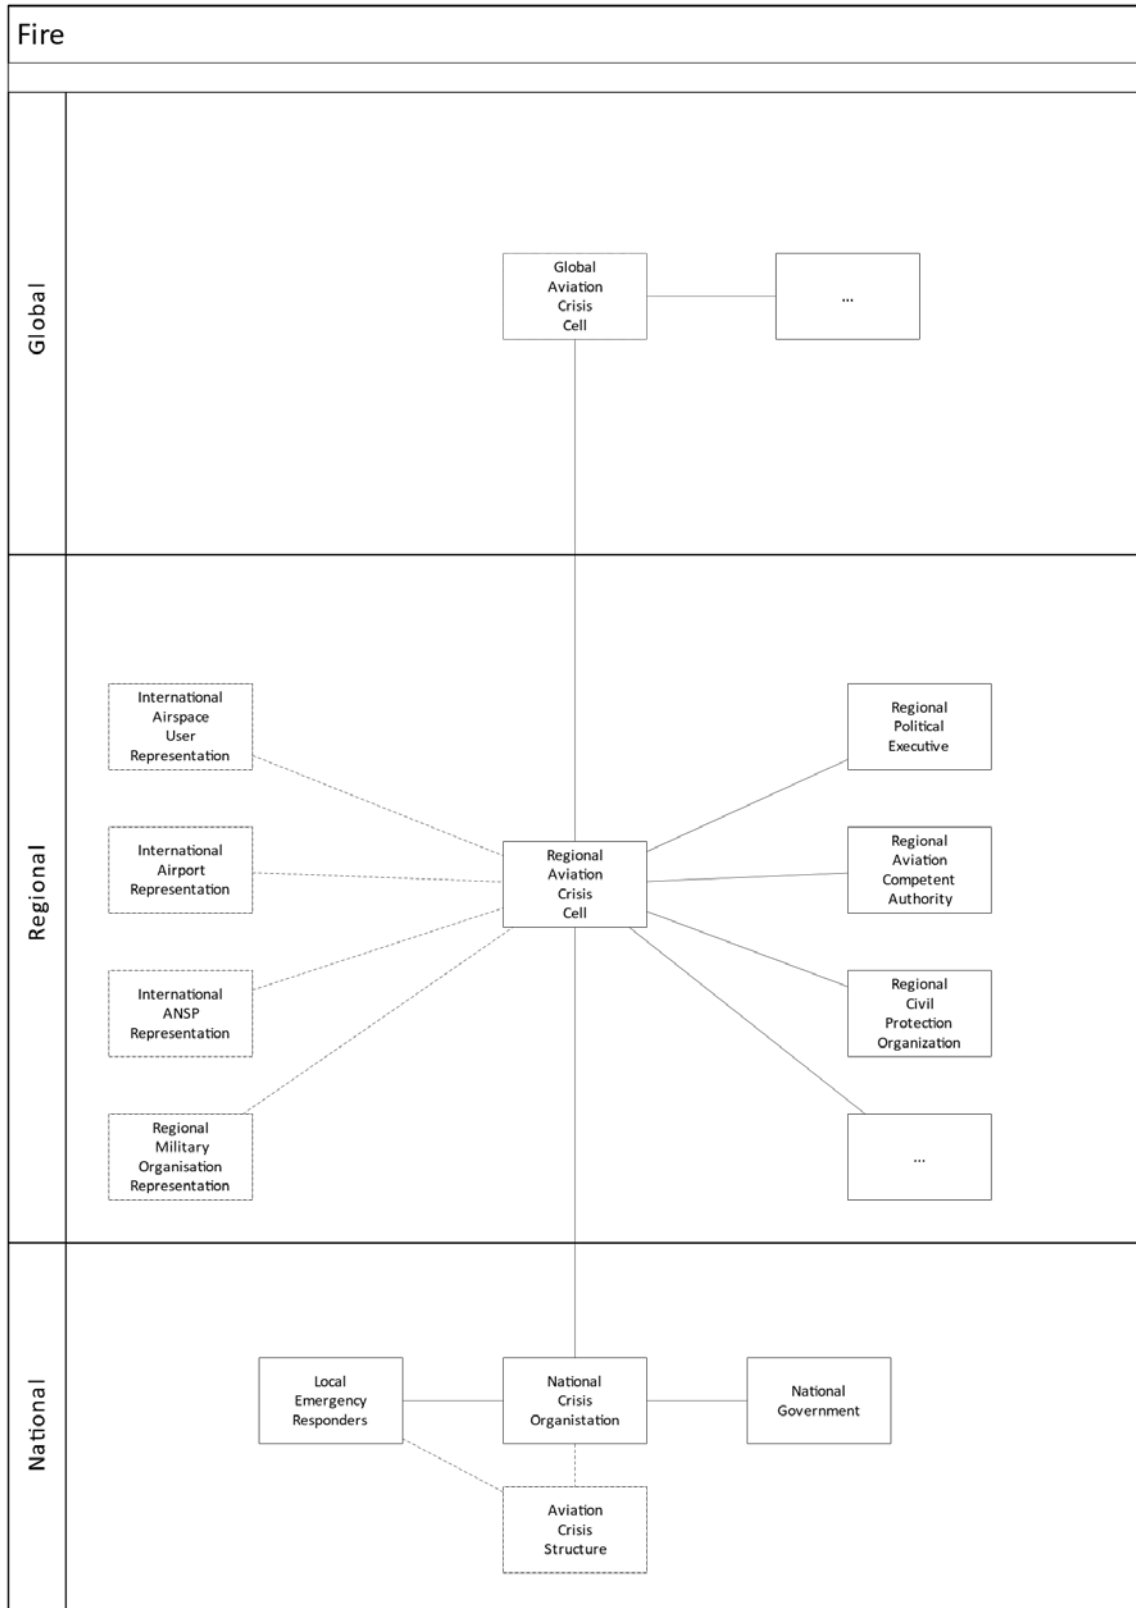 Fire
Global
Global
Aviation
Crisis
Cell
...
Regional
International
Airspace
User
Representation
Regional
Political
Executive
International
Airport
Representation
Regional
Aviation
Crisis
Cell
Regional
Aviation
Competent
Authority
International
ANSP
Representation
Regional
Civil
Protection
Organization
Regional
Military
Organisation
Representation
...
National
Local
Emergency
Responders
National
Crisis
Organistation
National
Government
Aviation
Crisis
Structure